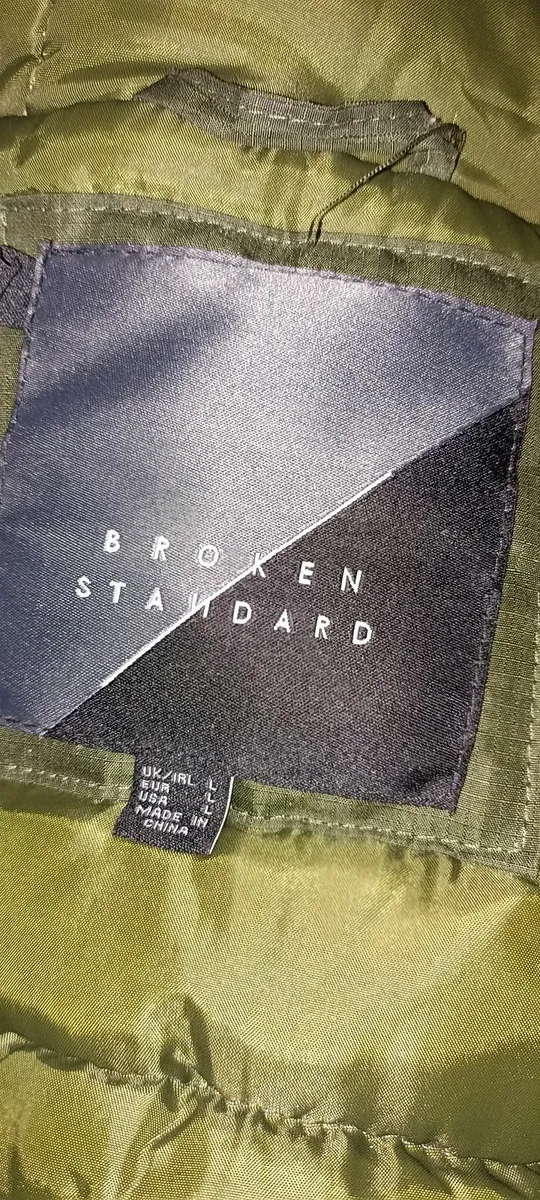 BROKEN
STANDARD
UK/IRL L
EUR L
USA L
MADE IN
CHINA